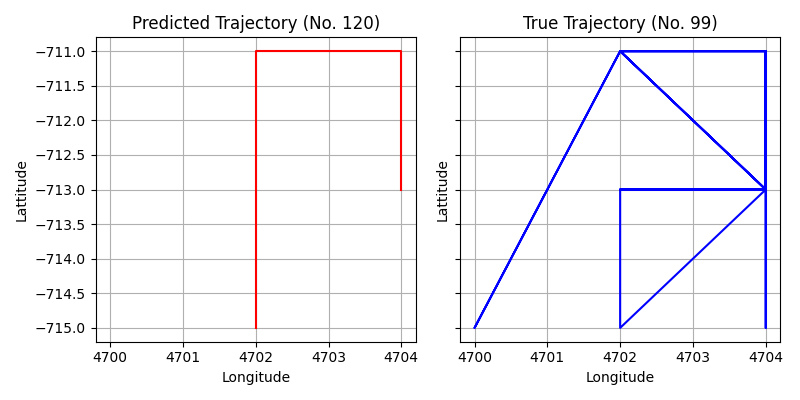 Predicted Trajectory (No. 120)
True Trajectory (No. 99)
Lattitude
−711.0
−711.5
−712.0
−712.5
−713.0
−713.5
−714.0
−714.5
−715.0
4700 4701 4702 4703 4704
Longitude
Lattitude
4700 4701 4702 4703 4704
Longitude